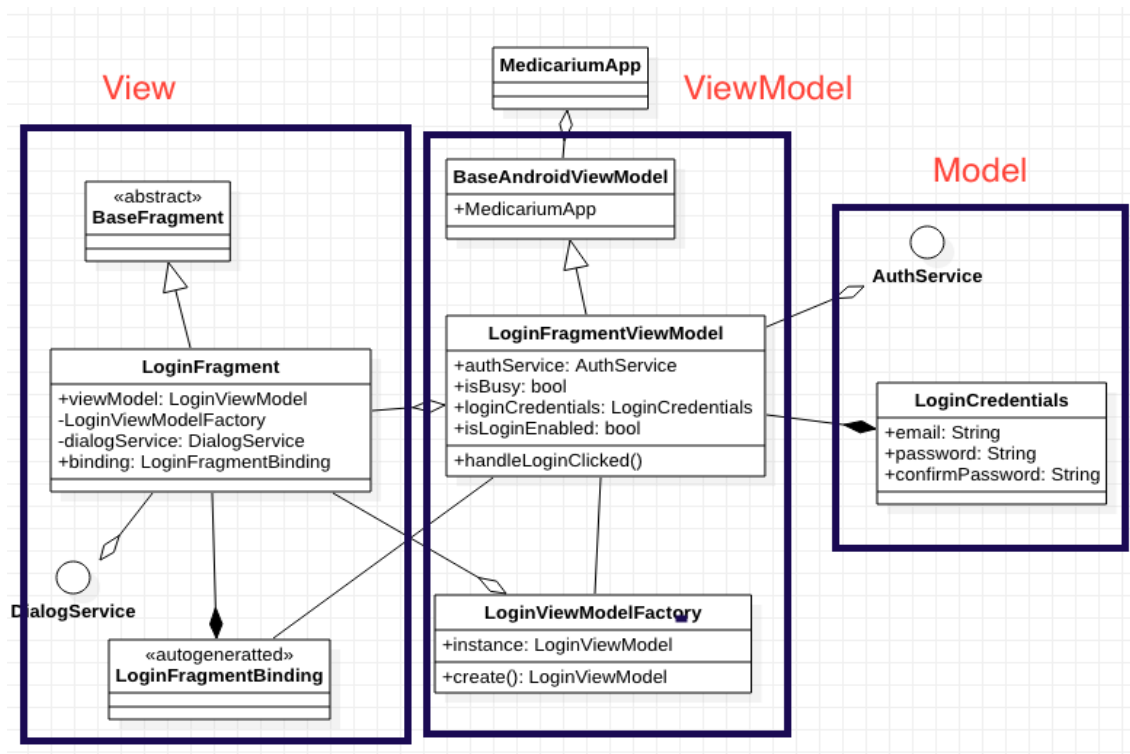 View
«abstract»
BaseFragment
LoginFragment
+viewModel: LoginViewModel
-LoginViewModelFactory
-dialogService: DialogService
+binding: LoginFragmentBinding
DialogService
«autogeneratted»
LoginFragmentBinding
MedicariumApp
ViewModel
BaseAndroidViewModel
+MedicariumApp
LoginFragmentViewModel
+authService: AuthService
+isBusy: bool
+loginCredentials: LoginCredentials
+isLoginEnabled: bool
+handleLoginClicked()
LoginViewModelFactory
+instance: LoginViewModel
+create(): LoginViewModel
Model
AuthService
LoginCredentials
+email: String
+password: String
+confirmPassword: String